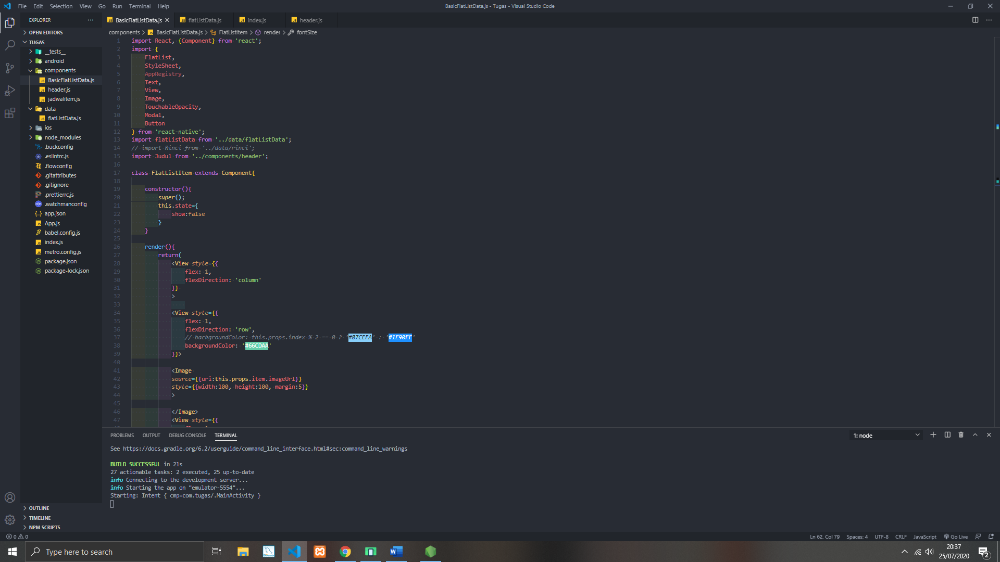 File Edit Selection View Go Run Terminal Help
BasicFlatListData.js - Tugas - Visual Studio Code
EXPLORER
OPEN EDITORS
TUGAS
__tests__
android
components
BasicFlatListData.js
header.js
jadwalitem.js
data
flatListData.js
ios
node_modules
.buckconfig
.eslintrc.js
.flowconfig
.gitattributes
.gitignore
.prettierrc.js
.watchmanconfig
app.json
App.js
babel.config.js
index.js
metro.config.js
package.json
package-lock.json
OUTLINE
TIMELINE
NPM SCRIPTS
BasicFlatListData.js flatListData.js index.js header.js
components > BasicFlatListData.js > FlatListItem > render > fontSize
1 import React, {Component} from 'react';
2 import {
3 FlatList,
4 StyleSheet,
5 AppRegistry,
6 Text,
7 View,
8 Image,
9 TouchableOpacity,
10 Modal,
11 Button
12 } from 'react-native';
13 import flatListData from '../data/flatListData';
14 // import Rinci from '../data/rinci';
15 import Judul from '../components/header';
16
17 class FlatListItem extends Component{
18
19 constructor(){
20 super();
21 this.state={
22 show:false
23 }
24 }
25
26 render(){
27 return(
28 <View style={{
29 flex: 1,
30 flexDirection: 'column'
31 }}
32 >
33
34 <View style={{
35 flex: 1,
36 flexDirection: 'row',
37 // backgroundColor: this.props.index % 2 == 0 ? '#87CEFA' : '#1E90FF'
38 backgroundColor: '#66CDAA'
39 }}>
40
41 <Image
42 source={{uri:this.props.item.imageUrl}}
43 style={{width:100, height:100, margin:5}}
44 >
45
46 </Image>
47 <View style={{
PROBLEMS OUTPUT DEBUG CONSOLE TERMINAL
1: node
See https://docs.gradle.org/6.2/userguide/command_line_interface.html#sec:command_line_warnings
BUILD SUCCESSFUL in 21s
27 actionable tasks: 2 executed, 25 up-to-date
info Connecting to the development server...
info Starting the app on "emulator-5554"...
Starting: Intent { cmp=com.tugas/.MainActivity }
0 0
Ln 62, Col 79 Spaces: 4 UTF-8 CRLF JavaScript Go Live
Type here to search
20:37
25/07/2020
2